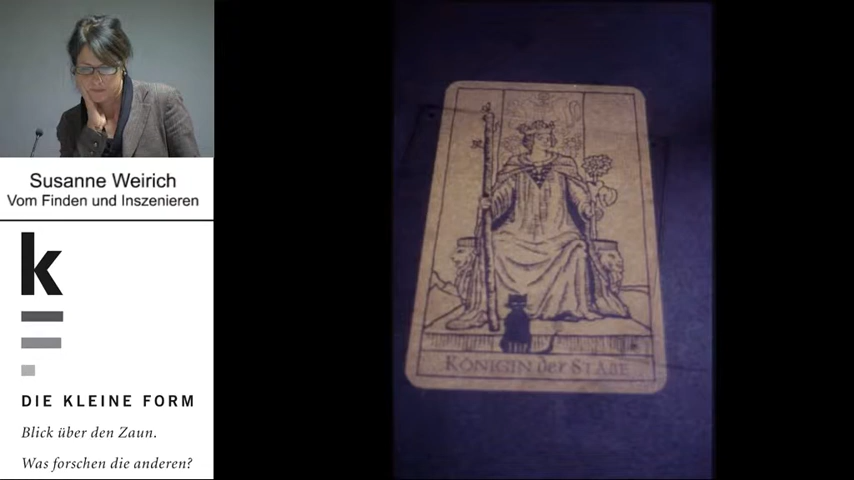 Susanne Weirich
Vom Finden und Inszenieren
k
DIE KLEINE FORM
Blick über den Zaun.
Was forschen die anderen?
KÖNIGIN der STÄBE